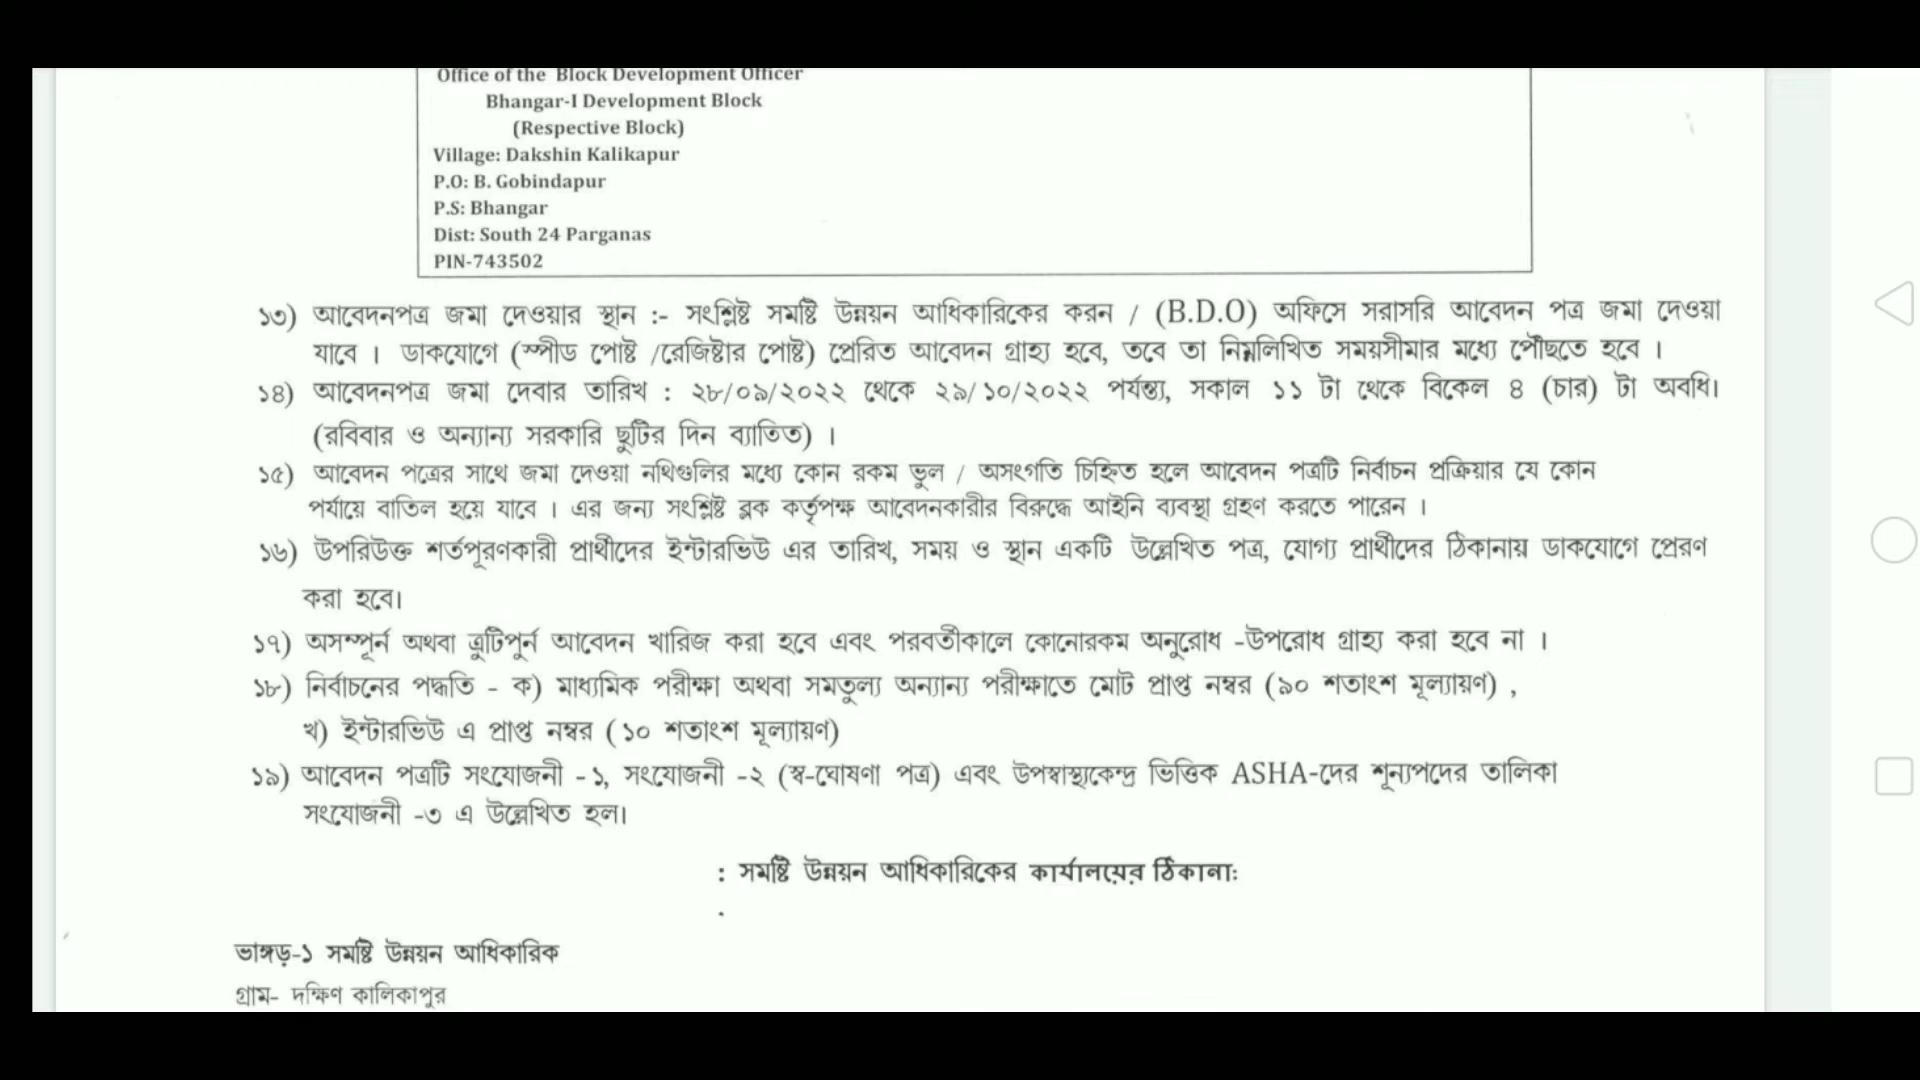 Office of the Block Development Officer
Bhangar-I Development Block
(Respective Block)
Village: Dakshin Kalikapur
P.O: B. Gobindapur
P.S: Bhangar
Dist: South 24 Parganas
PIN-743502
১৩) আবেদনপত্র জমা দেওয়ার স্থান :- সংশ্লিষ্ট সমষ্টি উন্নয়ন আধিকারিকের করন / (B.D.O) অফিসে সরাসরি আবেদন পত্র জমা দেওয়া
যাবে । ডাকযোগে (স্পীড পোষ্ট /রেজিষ্টার পোষ্ট) প্রেরিত আবেদন গ্রাহ্য হবে, তবে তা নিম্নলিখিত সময়সীমার মধ্যে পৌঁছতে হবে ।
১৪) আবেদনপত্র জমা দেবার তারিখ : ২৮/০৯/২০২২ থেকে ২৯/১০/২০২২ পর্যন্ত, সকাল ১১ টা থেকে বিকেল ৪ (চার) টা অবধি।
(রবিবার ও অন্যান্য সরকারি ছুটির দিন ব্যাতিত) ।
১৫) আবেদন পত্রের সাথে জমা দেওয়া নথিগুলির মধ্যে কোন রকম ভুল / অসংগতি চিহ্নিত হলে আবেদন পত্রটি নির্বাচন প্রক্রিয়ার যে কোন
পর্যায়ে বাতিল হয়ে যাবে । এর জন্য সংশ্লিষ্ট ব্লক কর্তৃপক্ষ আবেদনকারীর বিরুদ্ধে আইনি ব্যবস্থা গ্রহণ করতে পারেন ।
১৬) উপরিউক্ত শর্তপূরণকারী প্রার্থীদের ইন্টারভিউ এর তারিখ, সময় ও স্থান একটি উল্লেখিত পত্র, যোগ্য প্রার্থীদের ঠিকানায় ডাকযোগে প্রেরণ
করা হবে।
১৭) অসম্পূর্ন অথবা ত্রুটিপুর্ন আবেদন খারিজ করা হবে এবং পরবর্তীকালে কোনোরকম অনুরোধ -উপরোধ গ্রাহ্য করা হবে না ।
১৮) নির্বাচনের পদ্ধতি - ক) মাধ্যমিক পরীক্ষা অথবা সমতুল্য অন্যান্য পরীক্ষাতে মোট প্রাপ্ত নম্বর (৯০ শতাংশ মূল্যায়ণ) ,
খ) ইন্টারভিউ এ প্রাপ্ত নম্বর ( ১০ শতাংশ মূল্যায়ণ)
১৯) আবেদন পত্রটি সংযোজনী -১, সংযোজনী -২ (স্ব-ঘোষণা পত্র) এবং উপস্বাস্থ্যকেন্দ্র ভিত্তিক ASHA-দের শূন্যপদের তালিকা
সংযোজনী -৩ এ উল্লেখিত হল।
: সমষ্টি উন্নয়ন আধিকারিকের কার্যালয়ের ঠিকানাঃ
ভাঙ্গড়-১ সমষ্টি উন্নয়ন আধিকারিক
গ্রাম- দক্ষিণ কালিকাপুর